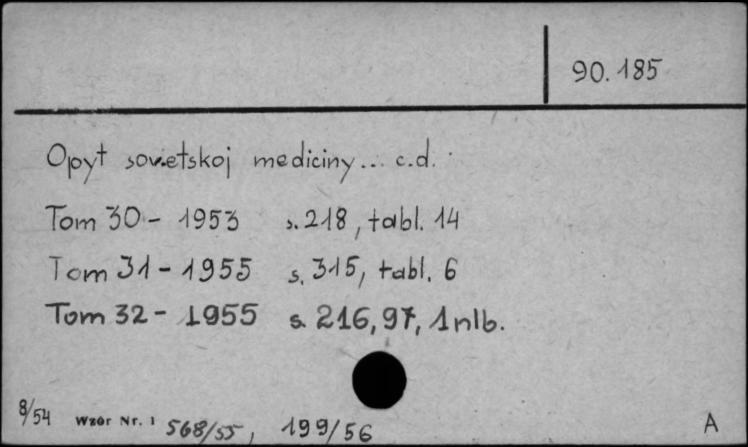 90.185
Opyt sovietskoj mediciny... c.d.
Tom 30 - 1953 s. 218, tabl. 14
Tom 31 - 1955 s. 315, tabl. 6
Tom 32 - 1955 s. 216, 97, 1 nlb.
8/54 Wzór Nr. 1 568/55, 199/56 A